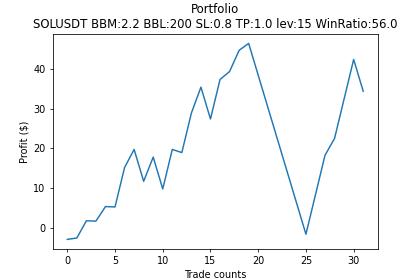 Portfolio
SOLUSDT BBM:2.2 BBL:200 SL:0.8 TP:1.0 lev:15 WinRatio:56.0
Profit ($)
40
30
20
10
0
0 5 10 15 20 25 30
Trade counts